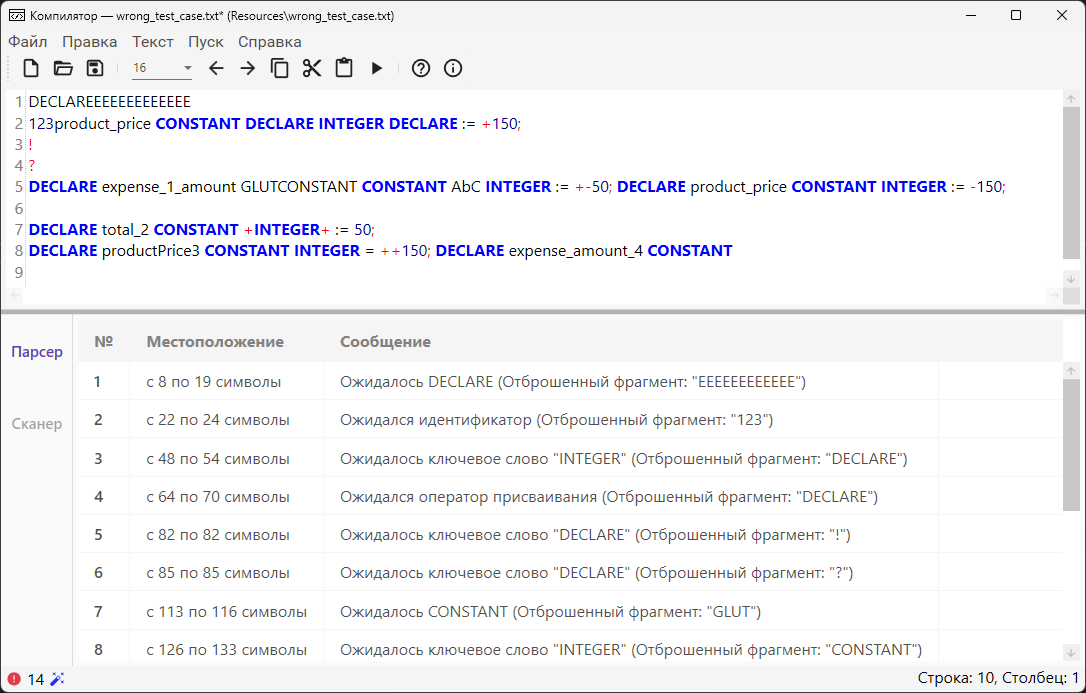 Компилятор — wrong_test_case.txt* (Resources\wrong_test_case.txt)
Файл Правка Текст Пуск Справка
16
1 DECLAREEEEEEEEEEEEE
2 123product_price CONSTANT DECLARE INTEGER DECLARE := +150;
3 !
4 ?
5 DECLARE expense_1_amount GLUTCONSTANT CONSTANT AbC INTEGER := +-50; DECLARE product_price CONSTANT INTEGER := -150;
6
7 DECLARE total_2 CONSTANT +INTEGER+ := 50;
8 DECLARE productPrice3 CONSTANT INTEGER = ++150; DECLARE expense_amount_4 CONSTANT
9
Парсер
Сканер
№ Местоположение Сообщение
1 с 8 по 19 символы Ожидалось DECLARE (Отброшенный фрагмент: "EEEEEEEEEEEE")
2 с 22 по 24 символы Ожидался идентификатор (Отброшенный фрагмент: "123")
3 с 48 по 54 символы Ожидалось ключевое слово "INTEGER" (Отброшенный фрагмент: "DECLARE")
4 с 64 по 70 символы Ожидался оператор присваивания (Отброшенный фрагмент: "DECLARE")
5 с 82 по 82 символы Ожидалось ключевое слово "DECLARE" (Отброшенный фрагмент: "!")
6 с 85 по 85 символы Ожидалось ключевое слово "DECLARE" (Отброшенный фрагмент: "?")
7 с 113 по 116 символы Ожидалось CONSTANT (Отброшенный фрагмент: "GLUT")
8 с 126 по 133 символы Ожидалось ключевое слово "INTEGER" (Отброшенный фрагмент: "CONSTANT")
14
Строка: 10, Столбец: 1